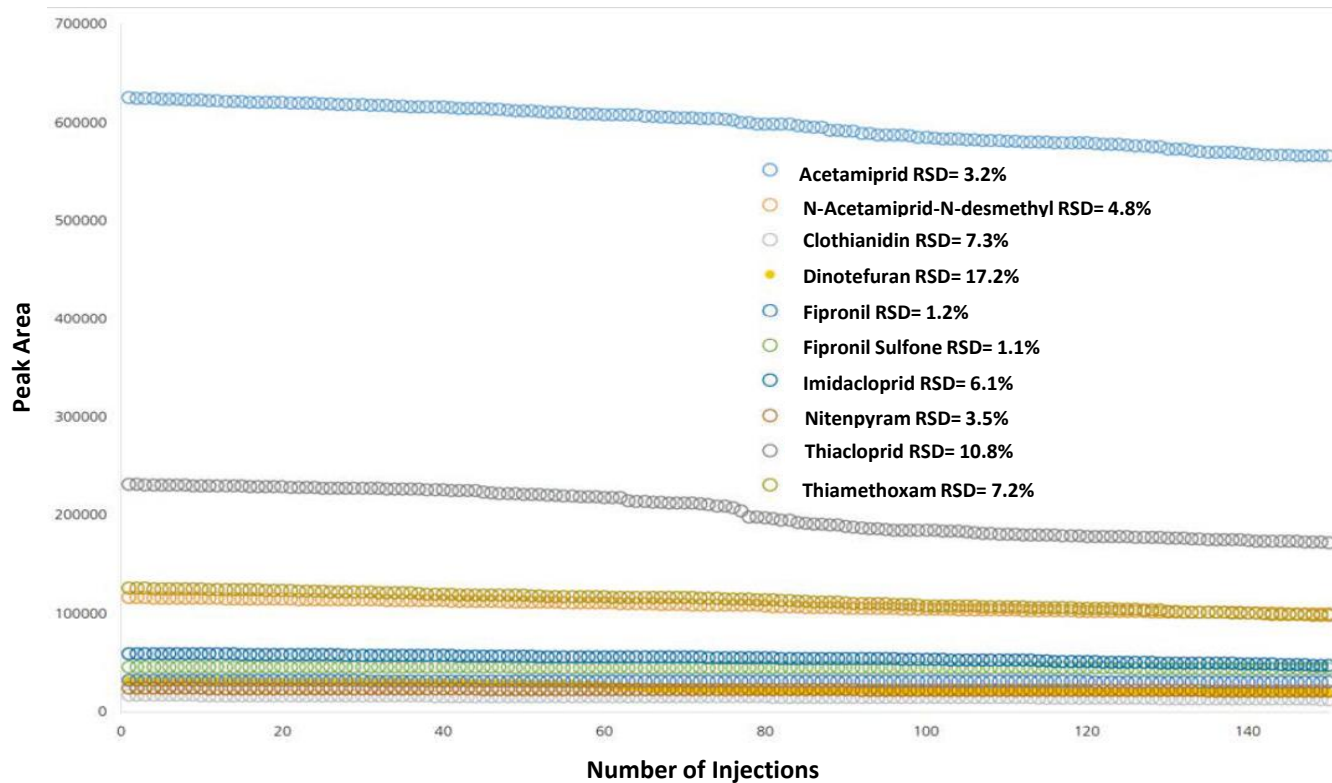 700000
600000
500000
400000
300000
200000
100000
0
Peak Area
Acetamiprid RSD= 3.2%
N-Acetamiprid-N-desmethyl RSD= 4.8%
Clothianidin RSD= 7.3%
Dinotefuran RSD= 17.2%
Fipronil RSD= 1.2%
Fipronil Sulfone RSD= 1.1%
Imidacloprid RSD= 6.1%
Nitenpyram RSD= 3.5%
Thiacloprid RSD= 10.8%
Thiamethoxam RSD= 7.2%
0 20 40 60 80 100 120 140
Number of Injections